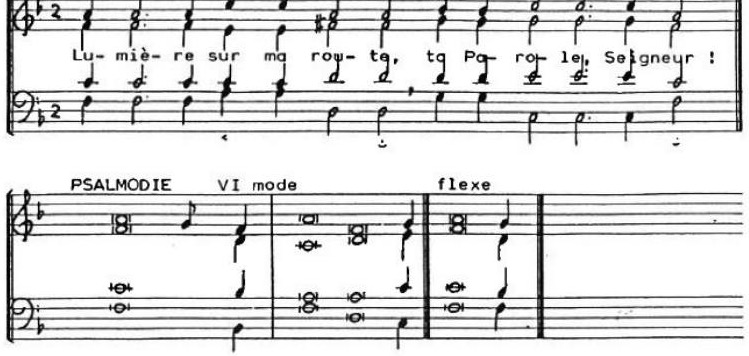 Lu- miè- re sur ma rou- te, ta Pa- ro- le, Seigneur !
PSALMODIE VI mode flexe